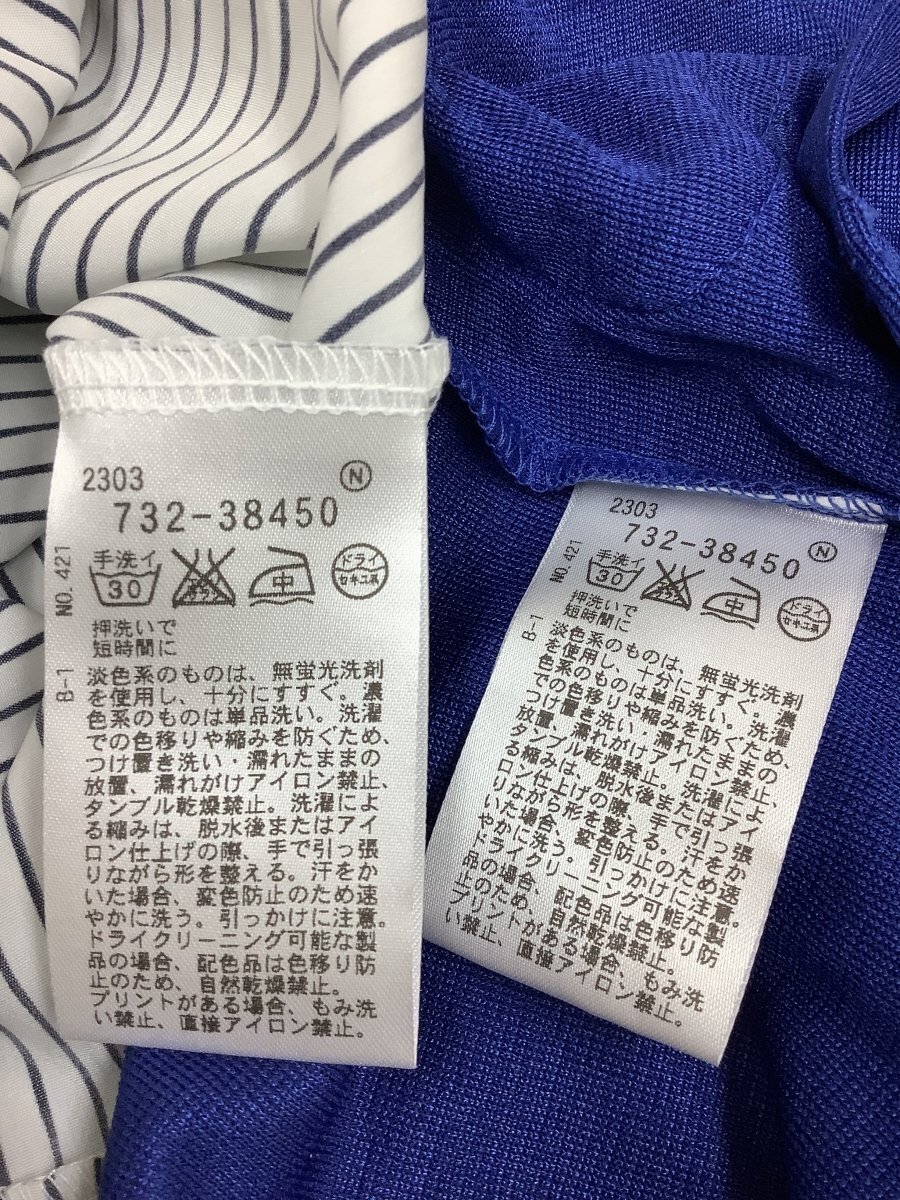 2303
N
732-38450
NO. 421
手洗イ
30
エンソサラシ
中
ドライ
セキユ系
押洗いで
短時間に
B-1
淡色系のものは、無蛍光洗剤
を使用し、十分にすすぐ。濃
色系のものは単品洗い。洗濯
での色移りや縮みを防ぐため、
つけ置き洗い・濡れたままの
放置、濡れがけアイロン禁止、
タンブル乾燥禁止。洗濯によ
る縮みは、脱水後またはアイ
ロン仕上げの際、手で引っ張
りながら形を整える。汗をか
いた場合、変色防止のため速
やかに洗う。引っかけに注意。
ドライクリーニング可能な製
品の場合、配色品は色移り防
止のため、自然乾燥禁止。
プリントがある場合、もみ洗
い禁止、直接アイロン禁止。
2303
732-38450
N
NO. 421
手洗イ
30
中
ドライ
セキユ系
押洗いで
短時間に
B-1
淡色系のものは、無蛍光洗剤
を使用し、十分にすすぐ。濃
色系のものは単品洗い。洗濯
での色移りや縮みを防ぐため、
つけ置き洗い・濡れたままの
放置、濡れがけアイロン禁止、
タンブル乾燥禁止。洗濯によ
る縮みは、脱水後またはアイ
ロン仕上げの際、手で引っ張
りながら形を整える。汗をか
いた場合、変色防止のため速
やかに洗う。引っかけに注意。
ドライクリーニング可能な製
品の場合、配色品は色移り防
止のため、自然乾燥禁止。
プリントがある場合、もみ洗
い禁止、直接アイロン禁止。